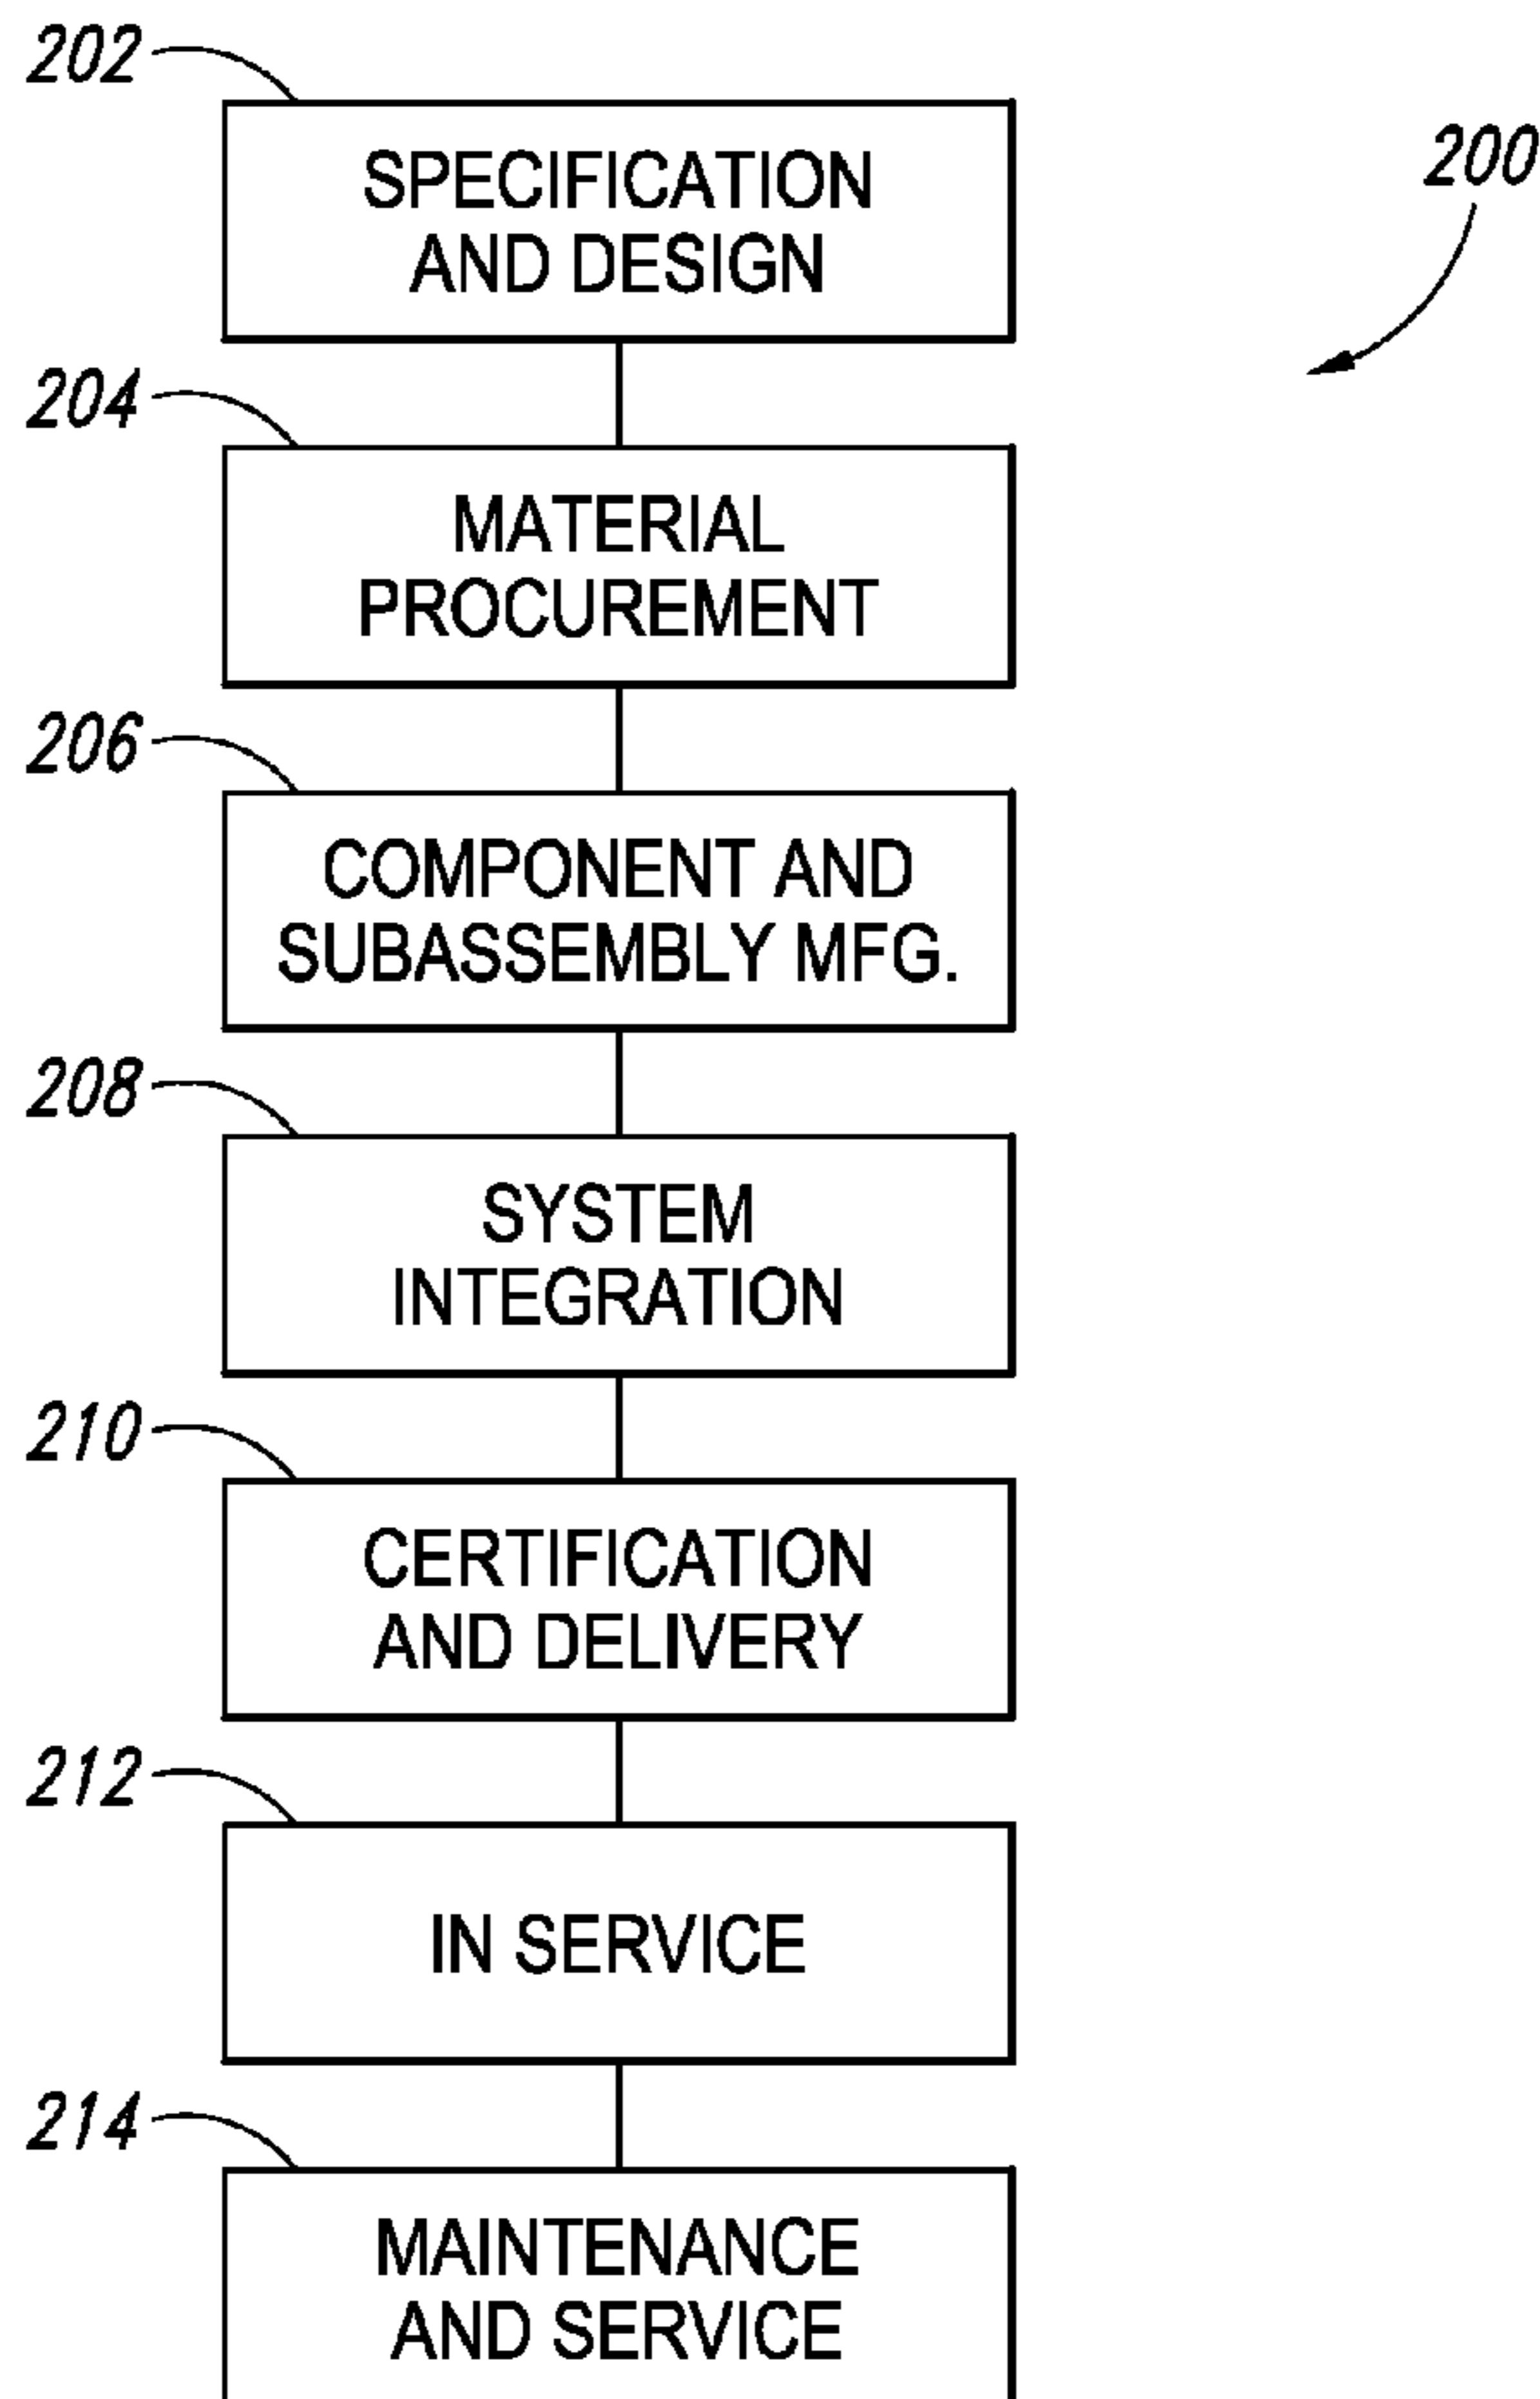 202
SPECIFICATION
AND DESIGN
200
204
MATERIAL
PROCUREMENT
206
COMPONENT AND
SUBASSEMBLY MFG.
208
SYSTEM
INTEGRATION
210
CERTIFICATION
AND DELIVERY
212
IN SERVICE
214
MAINTENANCE
AND SERVICE